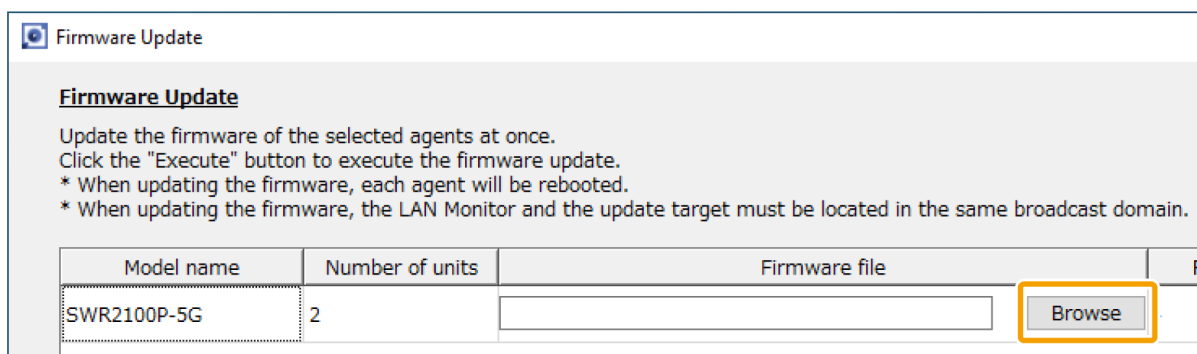 Firmware Update
Firmware Update
Update the firmware of the selected agents at once.
Click the "Execute" button to execute the firmware update.
* When updating the firmware, each agent will be rebooted.
* When updating the firmware, the LAN Monitor and the update target must be located in the same broadcast domain.
Model name Number of units Firmware file
SWR2100P-5G 2 Browse